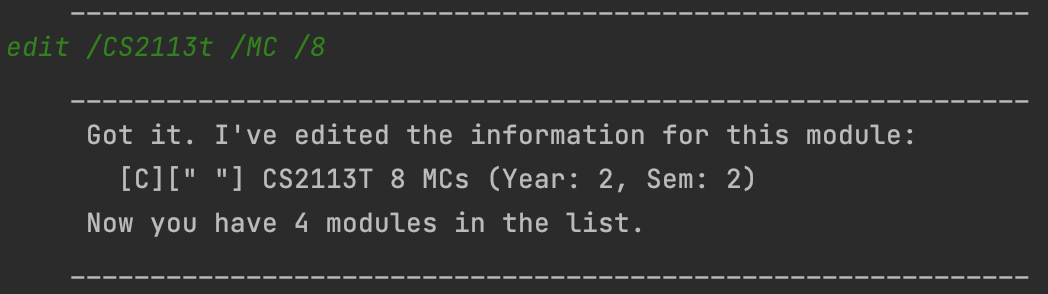 ____________________________________________________________
edit /CS2113t /MC /8
____________________________________________________________
Got it. I've edited the information for this module:
[C][" "] CS2113T 8 MCs (Year: 2, Sem: 2)
Now you have 4 modules in the list.
____________________________________________________________